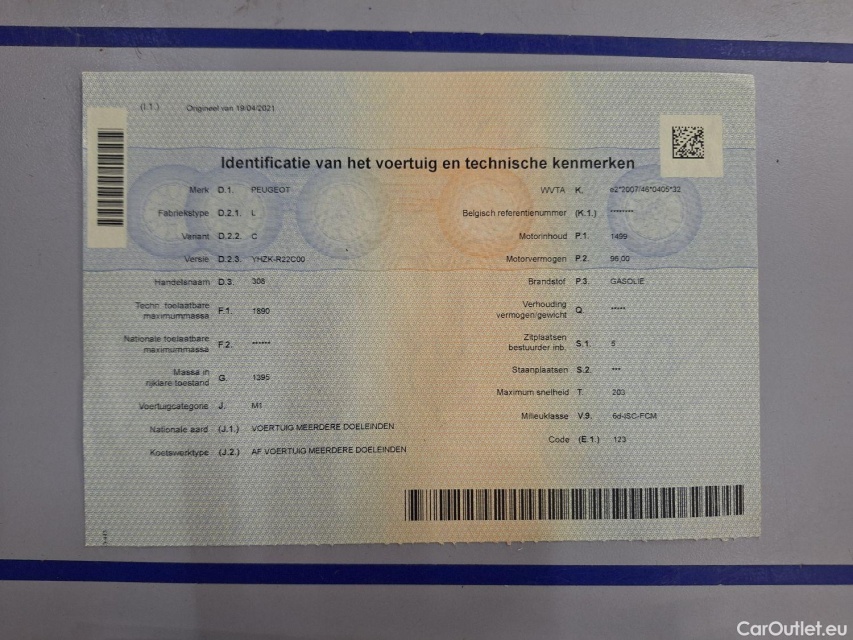 (I.1.) Origineel van 19/04/2021
Identificatie van het voertuig en technische kenmerken
Merk D.1. PEUGEOT
Fabriekstype D.2.1. L
Variant D.2.2. C
Versie D.2.3. YHZK-R22C00
Handelsnaam D.3. 308
Techn. toelaatbare
maximummassa F.1. 1890
Nationale toelaatbare
maximummassa F.2. ******
Massa in
rijklare toestand G. 1395
Voertuigcategorie J. M1
Nationale aard (J.1.) VOERTUIG MEERDERE DOELEINDEN
Koetswerktype (J.2.) AF VOERTUIG MEERDERE DOELEINDEN
WVTA K. e2*2007/46*0405*32
Belgisch referentienummer (K.1.) ********
Motorinhoud P.1. 1499
Motorvermogen P.2. 96,00
Brandstof P.3. GASOLIE
Verhouding
vermogen/gewicht Q. *****
Zitplaatsen
bestuurder inb. S.1. 5
Staanplaatsen S.2. ***
Maximum snelheid T. 203
Milieuklasse V.9. 6d-ISC-FCM
Code (E.1.) 123
CarOutlet.eu